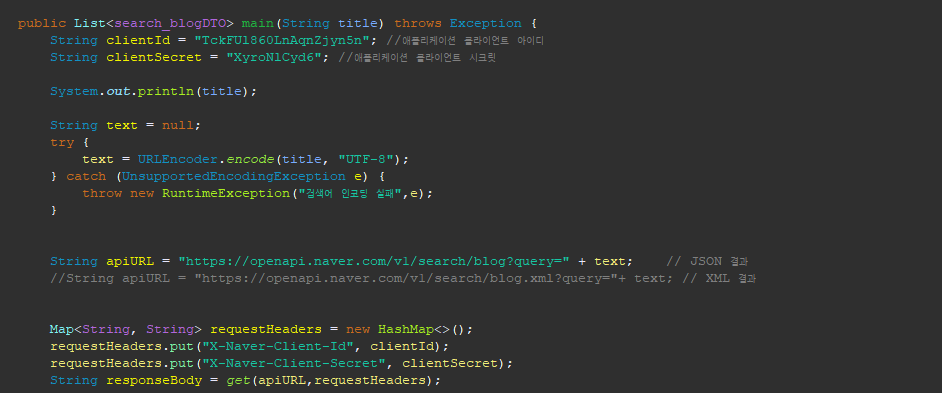 public List<search_blogDTO> main(String title) throws Exception {
String clientId = "TckFUl860LnAqnZjyn5n"; //애플리케이션 클라이언트 아이디
String clientSecret = "XyroNlCyd6"; //애플리케이션 클라이언트 시크릿
System.out.println(title);
String text = null;
try {
text = URLEncoder.encode(title, "UTF-8");
} catch (UnsupportedEncodingException e) {
throw new RuntimeException("검색어 인코딩 실패",e);
}
String apiURL = "https://openapi.naver.com/v1/search/blog?query=" + text;    // JSON 결과
//String apiURL = "https://openapi.naver.com/v1/search/blog.xml?query="+ text; // XML 결과
Map<String, String> requestHeaders = new HashMap<>();
requestHeaders.put("X-Naver-Client-Id", clientId);
requestHeaders.put("X-Naver-Client-Secret", clientSecret);
String responseBody = get(apiURL,requestHeaders);